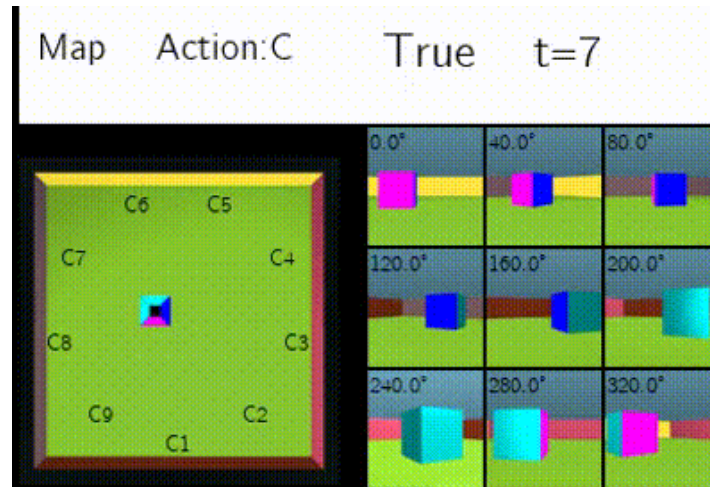 Map Action:C True t=7
0.0° 40.0° 80.0°
C6 C5
C7 C4
120.0° 160.0° 200.0°
C8 C3
240.0° 280.0° 320.0°
C9 C2
C1